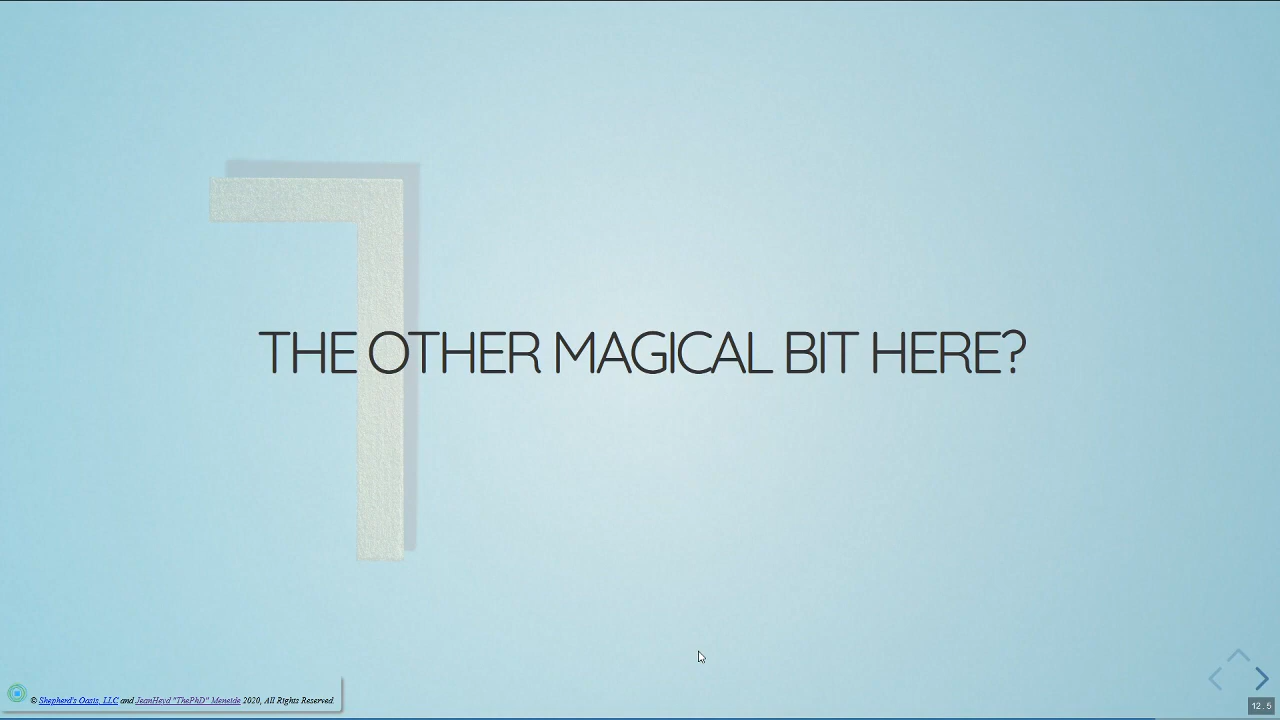 THE OTHER MAGICAL BIT HERE?
© Shepherd's Oasis, LLC and JeanHeyd "ThePhD" Meneide 2020, All Rights Reserved.
12.5